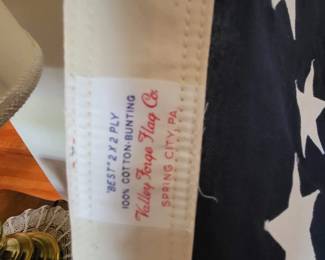 "BEST" 2 X 2 PLY
100% COTTON-BUNTING
Valley Forge Flag Co.
SPRING CITY, PA.